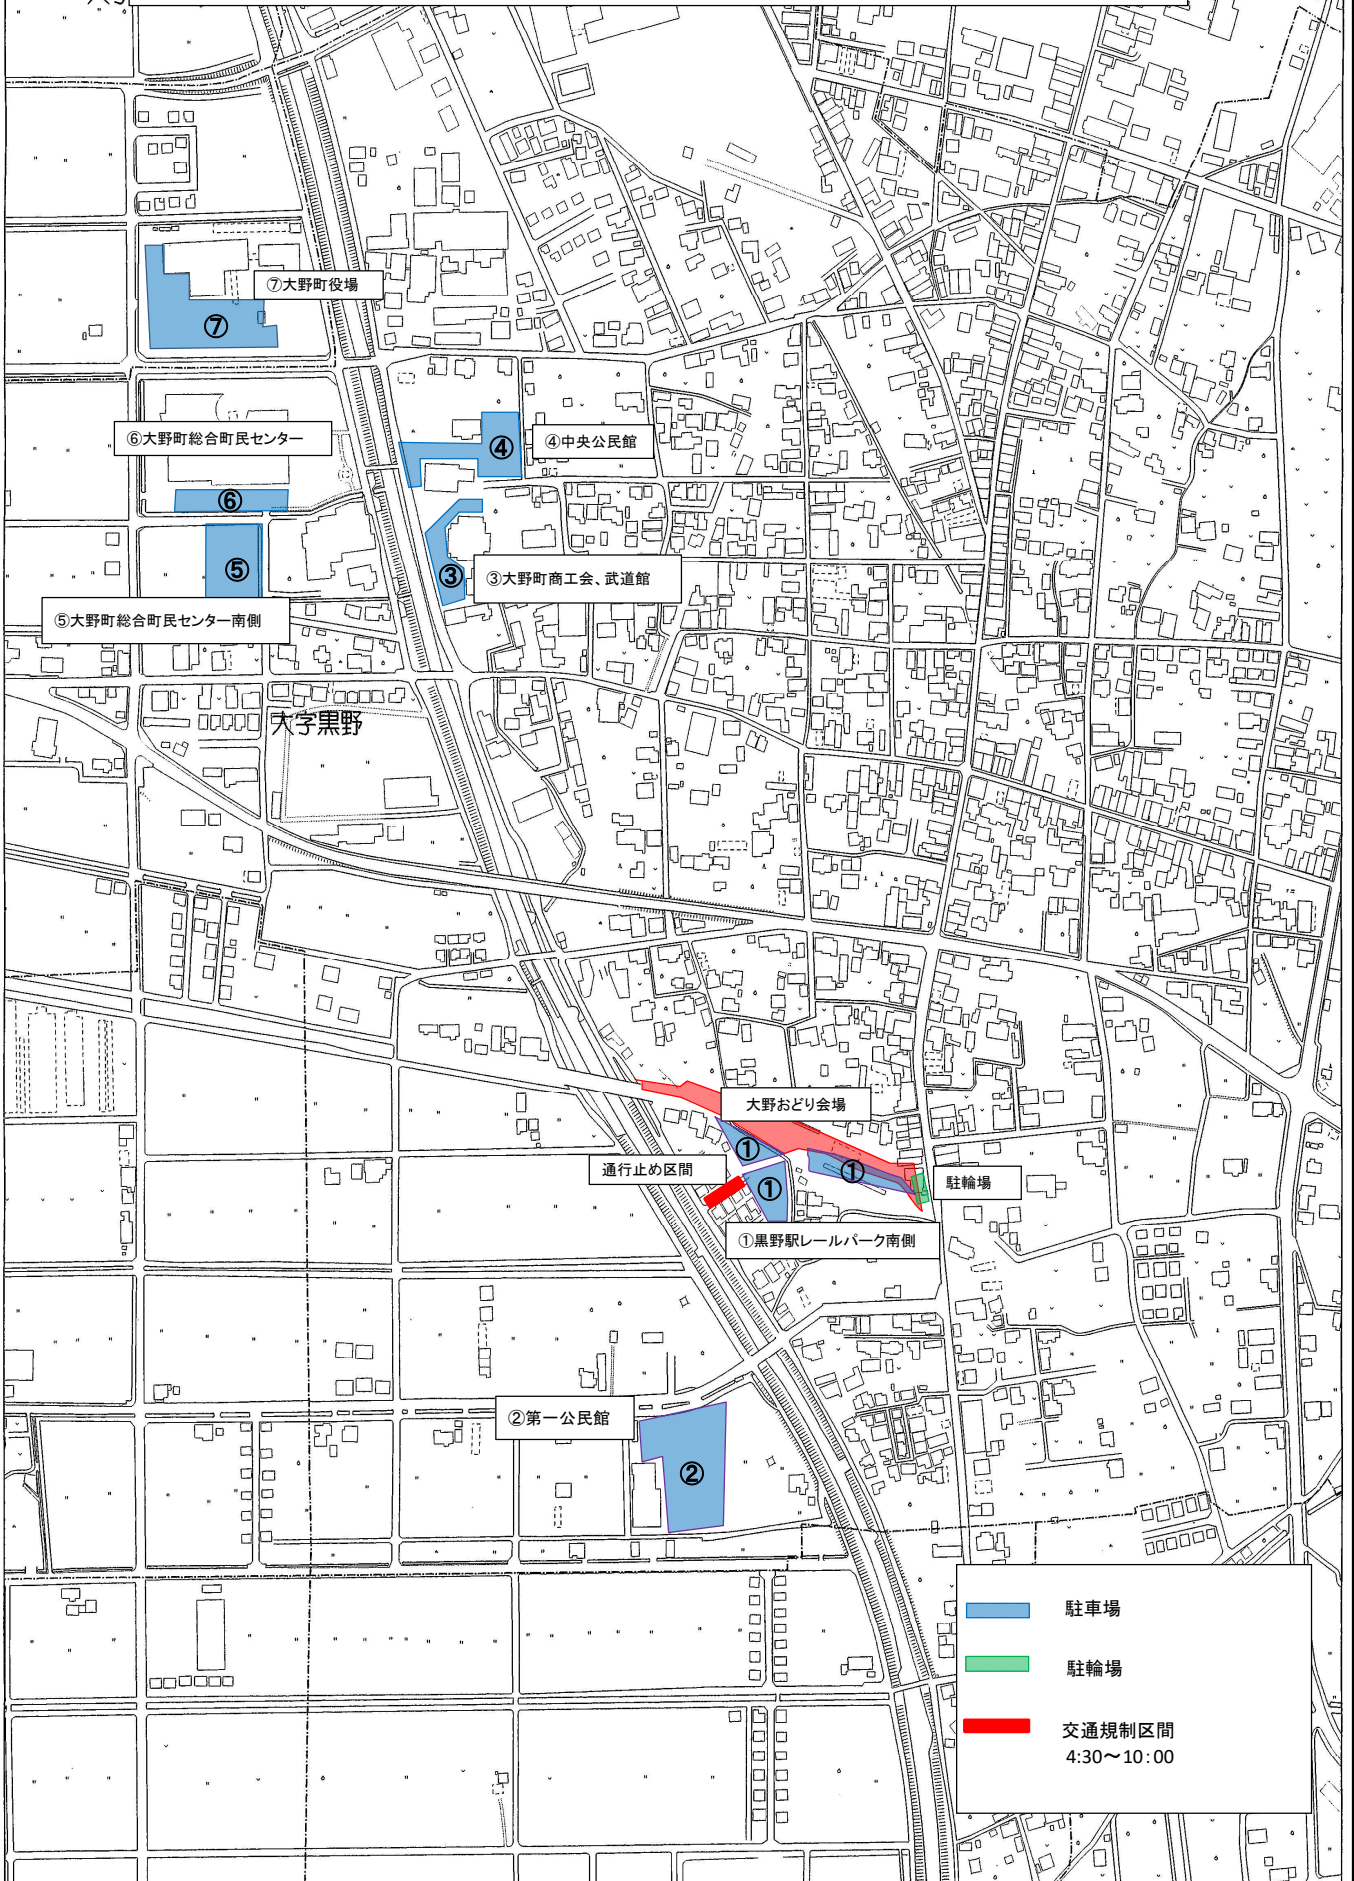 ⑦大野町役場
⑦
⑥大野町総合町民センター
④
④中央公民館
⑥
⑤
③
③大野町商工会、武道館
⑤大野町総合町民センター南側
大字黒野
大野おどり会場
通行止め区間
①
①
①
駐輪場
①黒野駅レールパーク南側
②第一公民館
②
駐車場
駐輪場
交通規制区間
4:30～10:00